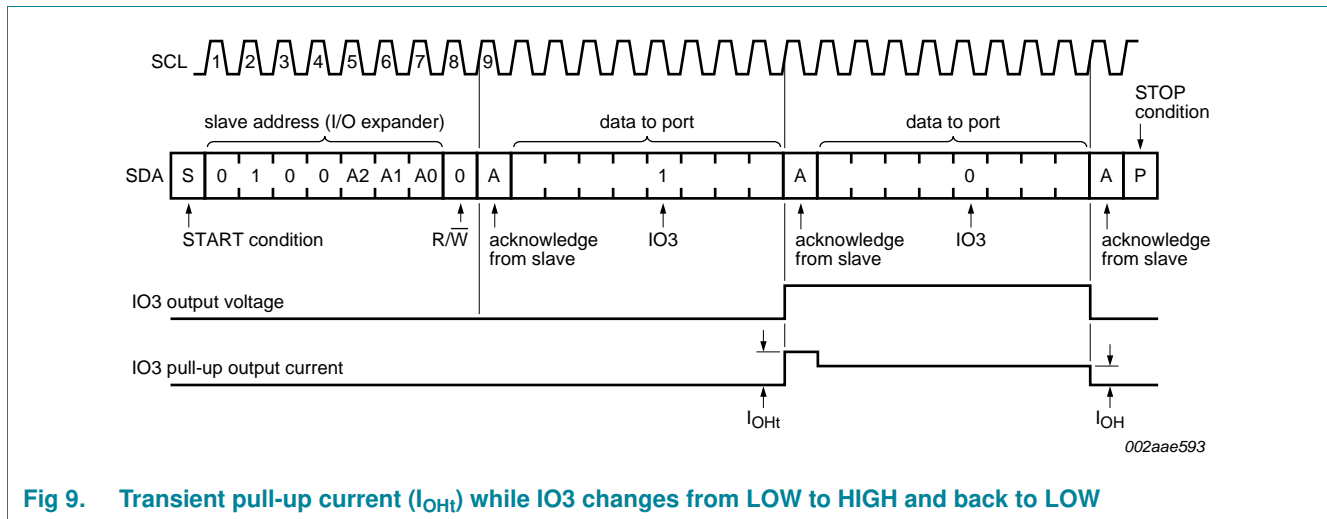 SCL 1 2 3 4 5 6 7 8 9
STOP
condition
slave address (I/O expander) data to port data to port
SDA S 0 1 0 0 A2 A1 A0 0 A 1 A 0 A P
START condition R/W̅ acknowledge from slave IO3 acknowledge from slave IO3 acknowledge from slave
IO3 output voltage
IO3 pull-up output current
IOHt IOH
002aae593
Fig 9. Transient pull-up current (IOHt) while IO3 changes from LOW to HIGH and back to LOW